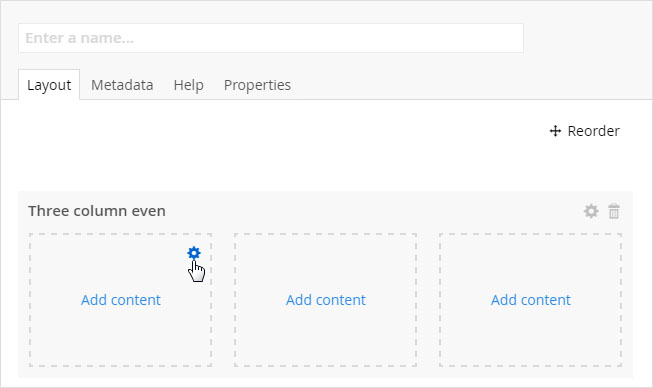 Enter a name...
Layout Metadata Help Properties
Reorder
Three column even
Add content Add content Add content